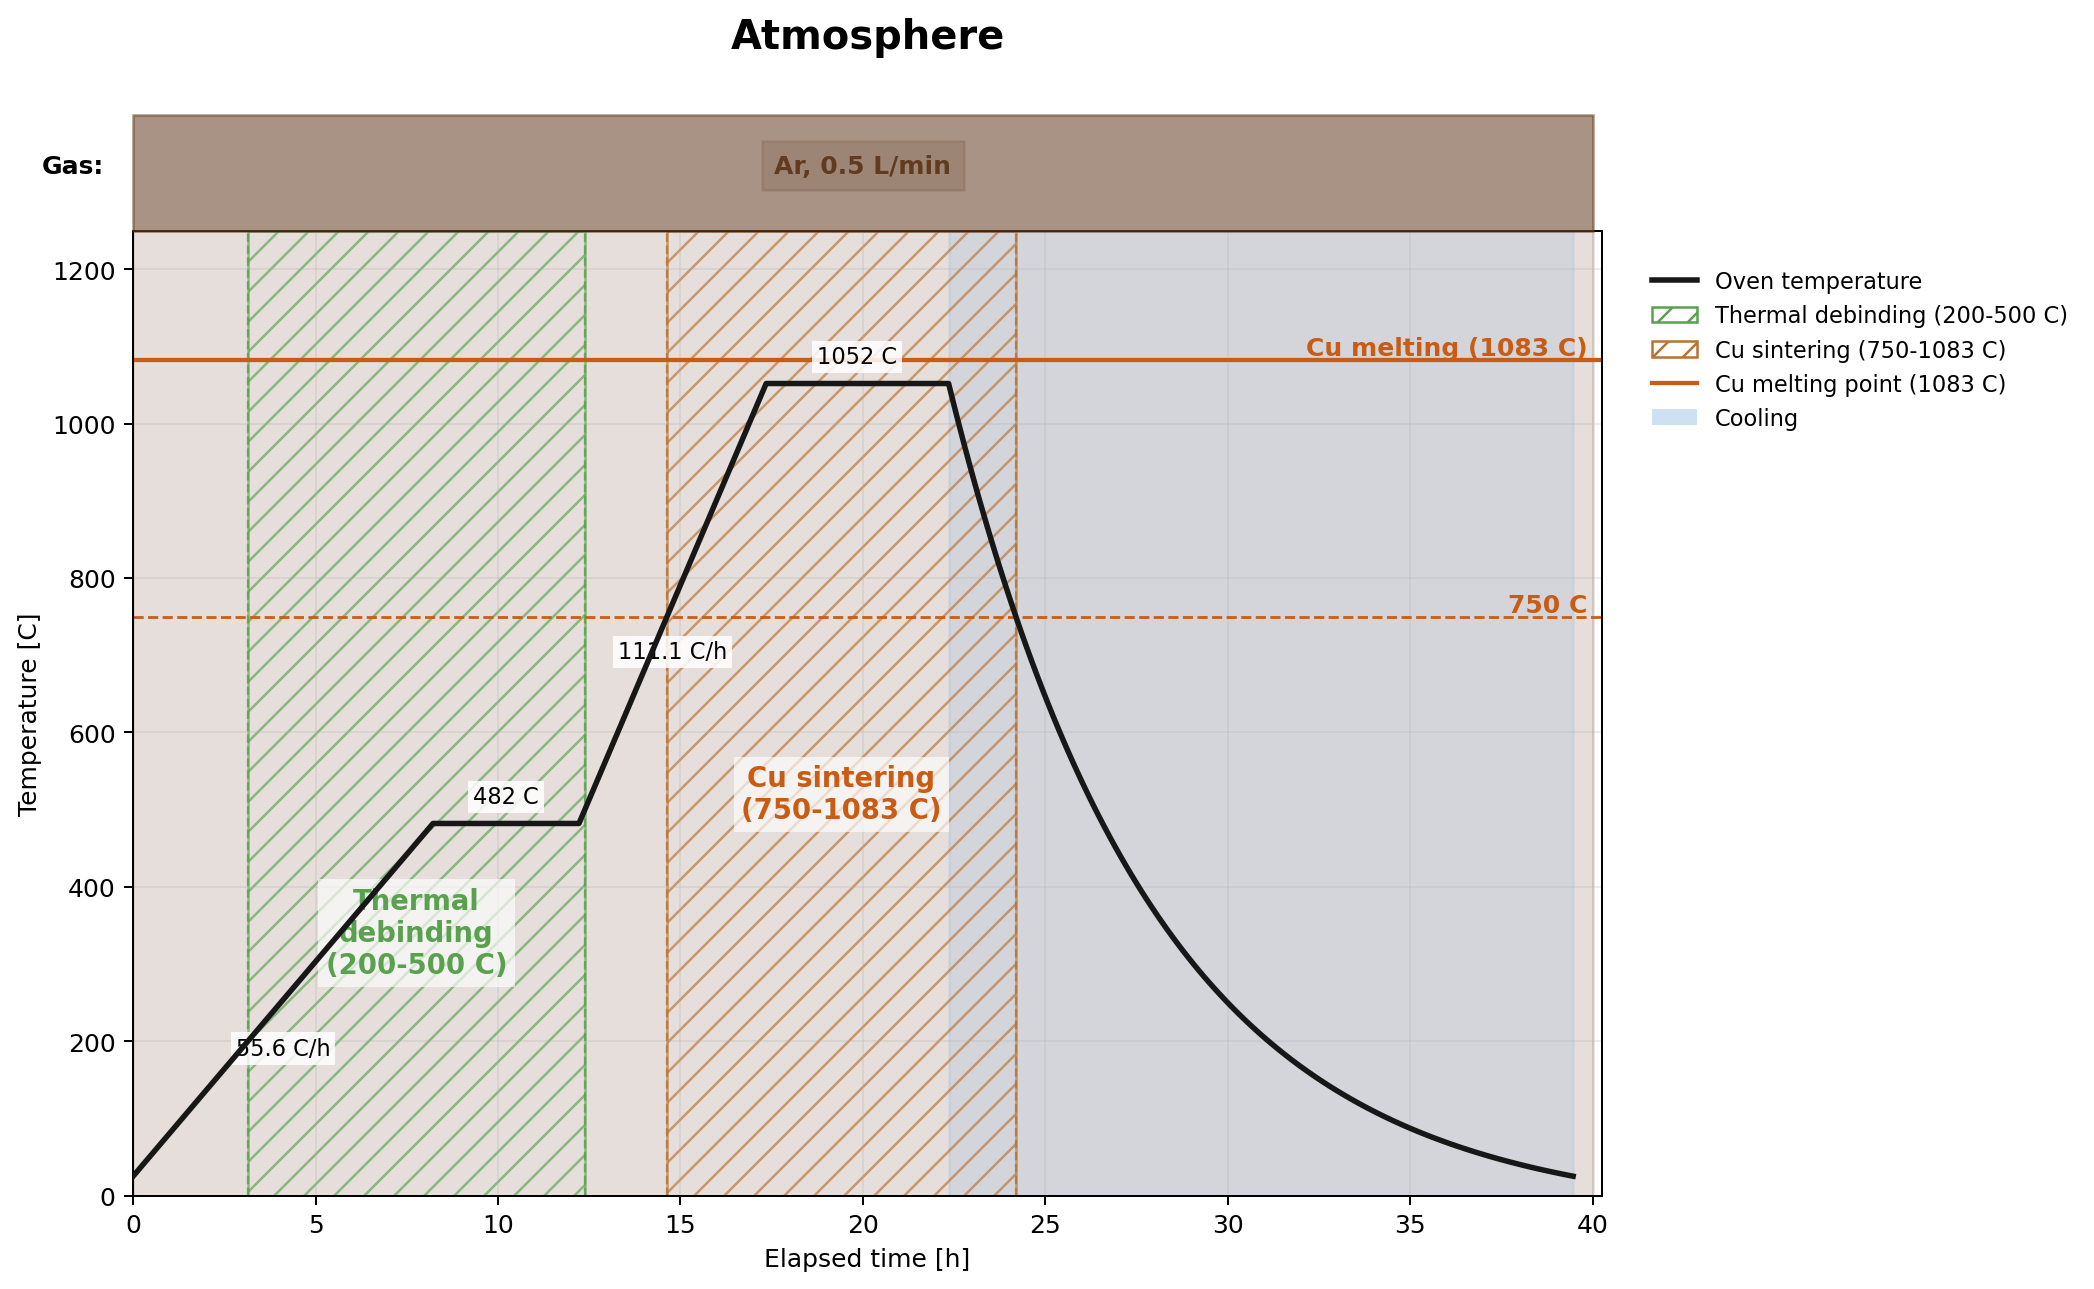 Atmosphere
Gas:
Ar, 0.5 L/min
1200
1000
800
600
400
200
0
Temperature [C]
0 5 10 15 20 25 30 35 40
Elapsed time [h]
1052 C
Cu melting (1083 C)
750 C
111.1 C/h
482 C
Cu sintering
(750-1083 C)
Thermal
debinding
(200-500 C)
55.6 C/h
Oven temperature
Thermal debinding (200-500 C)
Cu sintering (750-1083 C)
Cu melting point (1083 C)
Cooling